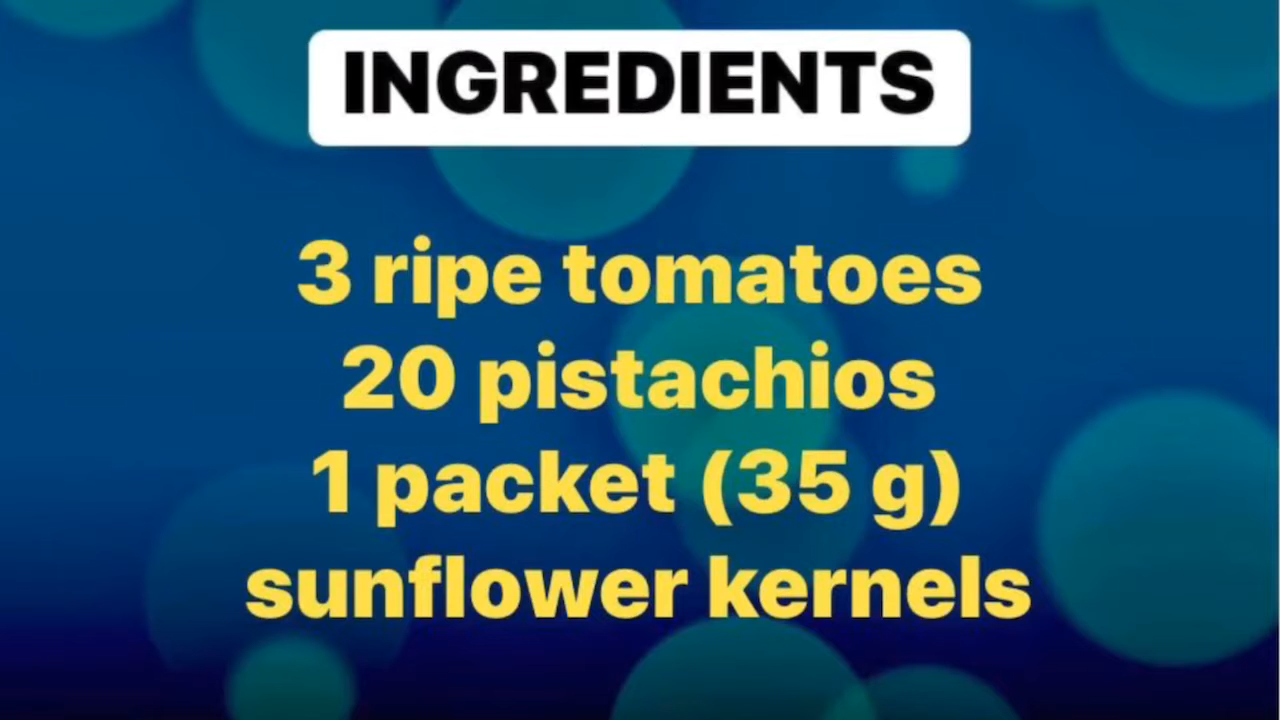 INGREDIENTS
3 ripe tomatoes
20 pistachios
1 packet (35 g)
sunflower kernels